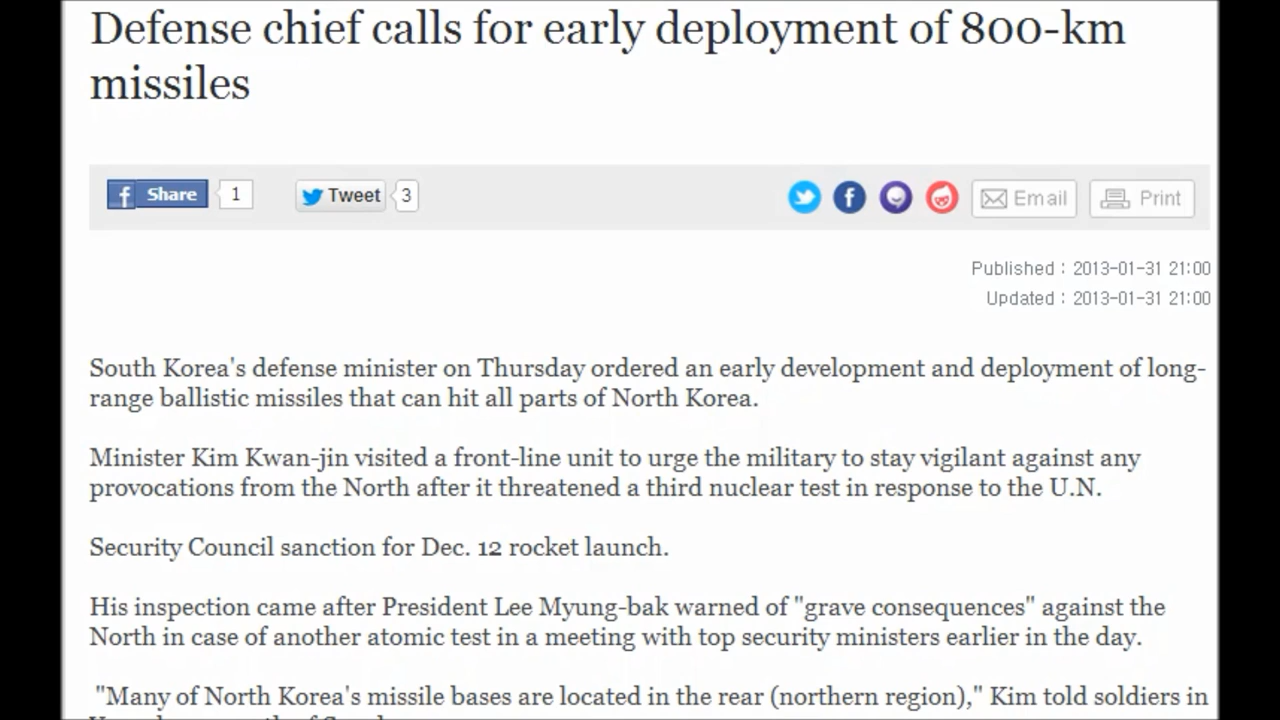 Defense chief calls for early deployment of 800-km
missiles
Share 1 Tweet 3 Email Print
Published : 2013-01-31 21:00
Updated : 2013-01-31 21:00
South Korea's defense minister on Thursday ordered an early development and deployment of long-
range ballistic missiles that can hit all parts of North Korea.
Minister Kim Kwan-jin visited a front-line unit to urge the military to stay vigilant against any
provocations from the North after it threatened a third nuclear test in response to the U.N.
Security Council sanction for Dec. 12 rocket launch.
His inspection came after President Lee Myung-bak warned of "grave consequences" against the
North in case of another atomic test in a meeting with top security ministers earlier in the day.
"Many of North Korea's missile bases are located in the rear (northern region)," Kim told soldiers in